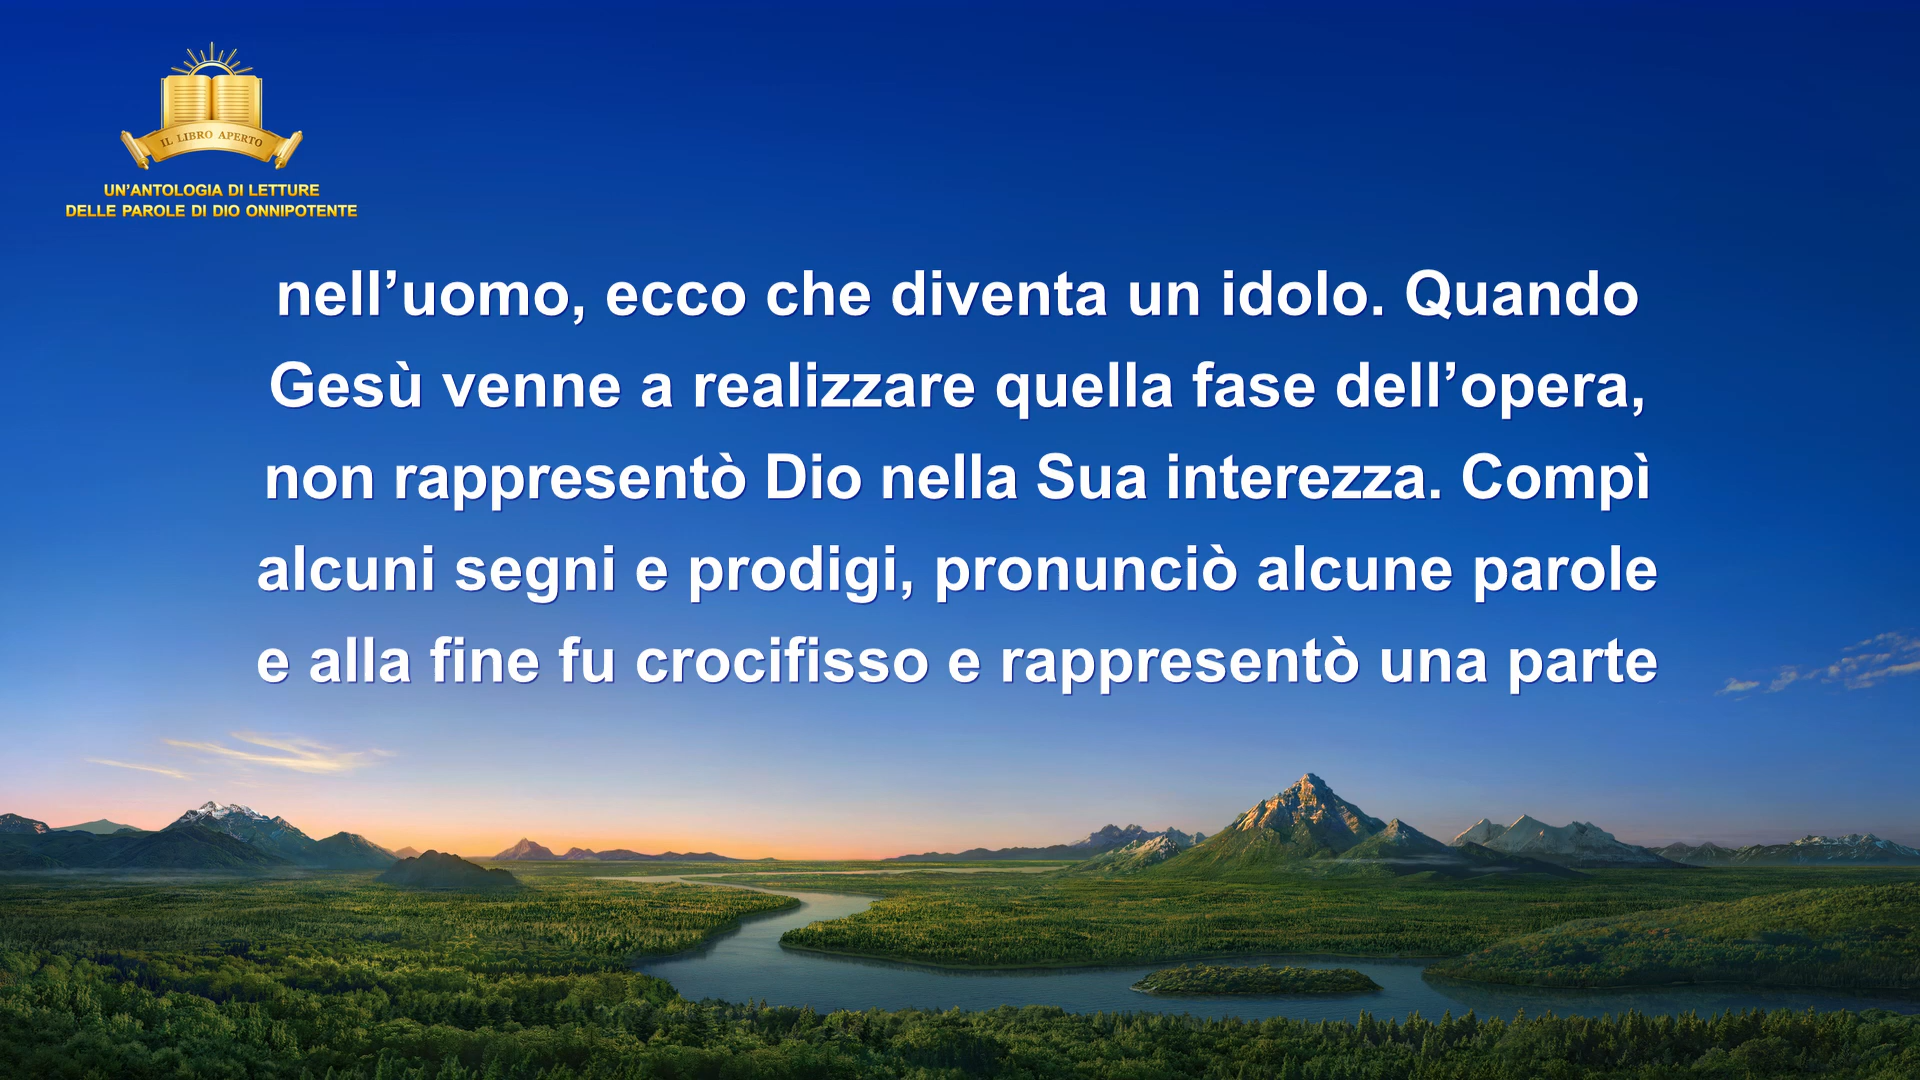 IL LIBRO APERTO
UN’ANTOLOGIA DI LETTURE
DELLE PAROLE DI DIO ONNIPOTENTE
nell’uomo, ecco che diventa un idolo. Quando
Gesù venne a realizzare quella fase dell’opera,
non rappresentò Dio nella Sua interezza. Compì
alcuni segni e prodigi, pronunciò alcune parole
e alla fine fu crocifisso e rappresentò una parte